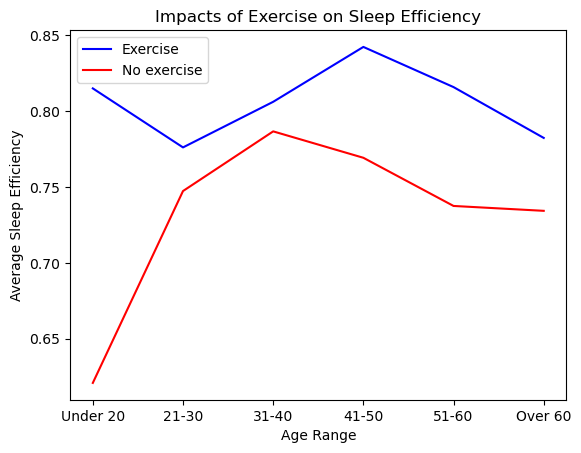 Impacts of Exercise on Sleep Efficiency
Exercise
No exercise
Average Sleep Efficiency
0.85
0.80
0.75
0.70
0.65
Under 20 21-30 31-40 41-50 51-60 Over 60
Age Range